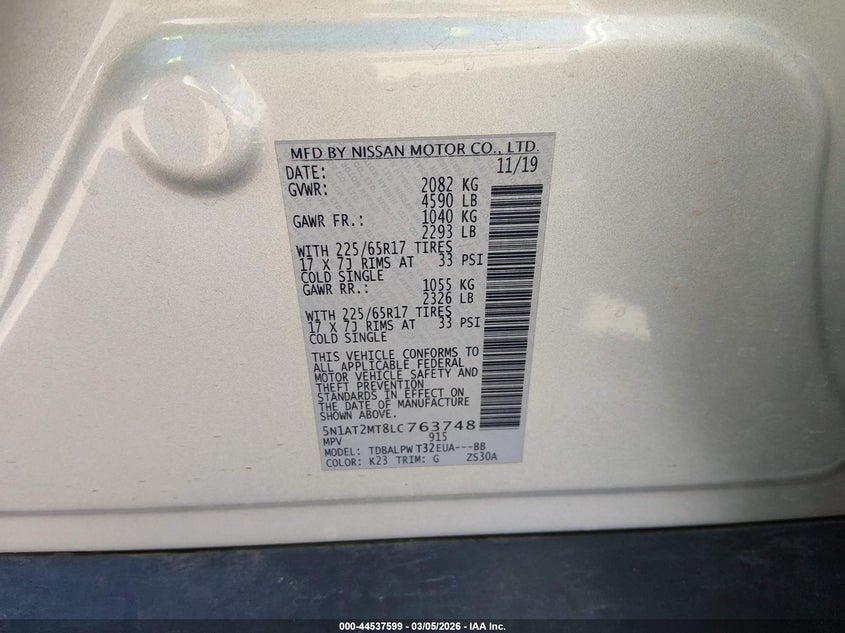 MFD BY NISSAN MOTOR CO., LTD.
DATE: 11/19
GVWR: 2082 KG
4590 LB
GAWR FR.: 1040 KG
2293 LB
WITH 225/65R17 TIRES
17 X 7J RIMS AT 33 PSI
COLD SINGLE
GAWR RR.: 1055 KG
2326 LB
WITH 225/65R17 TIRES
17 X 7J RIMS AT 33 PSI
COLD SINGLE
THIS VEHICLE CONFORMS TO
ALL APPLICABLE FEDERAL
MOTOR VEHICLE SAFETY AND
THEFT PREVENTION
STANDARDS IN EFFECT ON
THE DATE OF MANUFACTURE
SHOWN ABOVE.
5N1AT2MT8LC763748
MPV 915
MODEL: TDBALPW T32EUA---BB
COLOR: K23 TRIM: G ZS30A
000-44537599 — 03/05/2026 — IAA Inc.